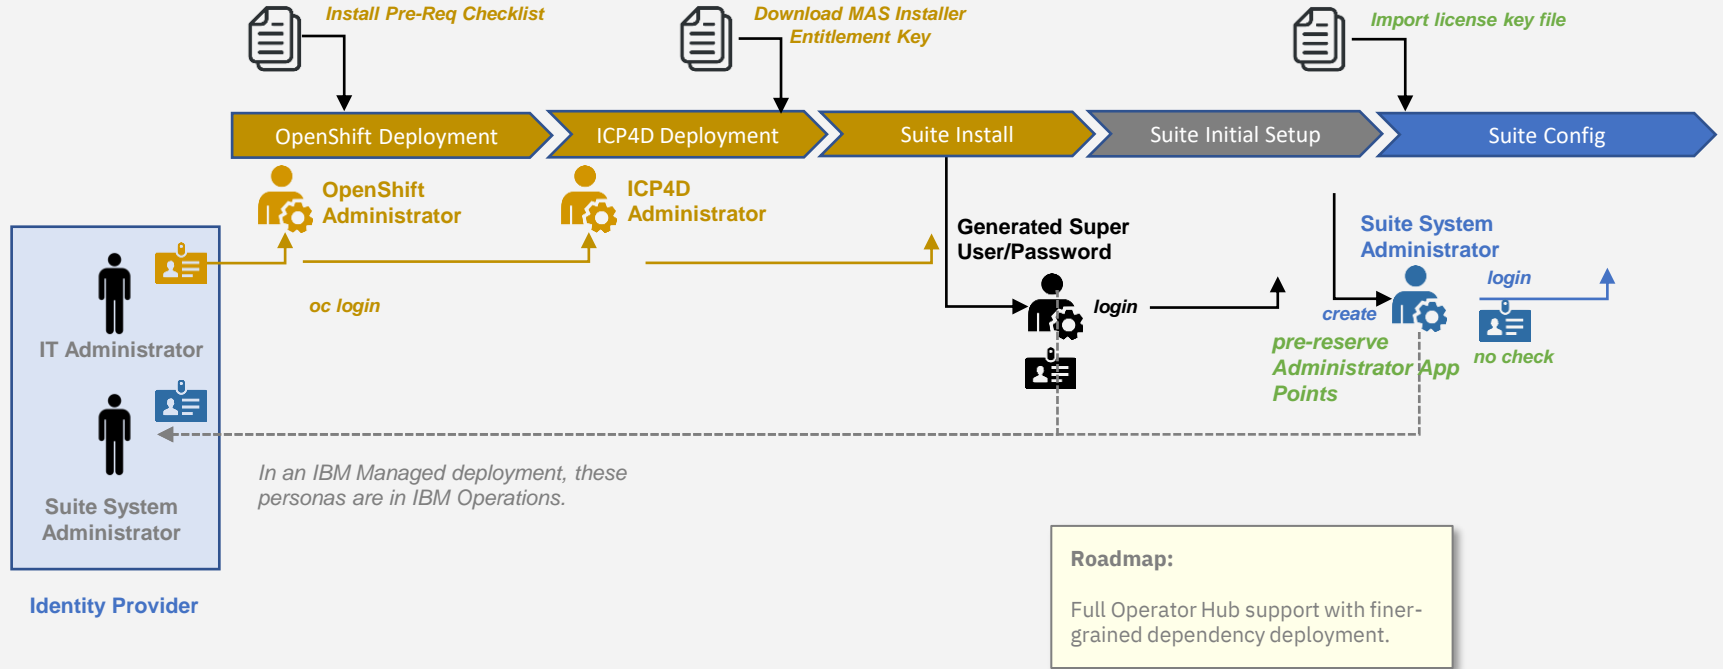 Install Pre-Req Checklist
Download MAS Installer
Entitlement Key
Import license key file
OpenShift Deployment
ICP4D Deployment
Suite Install
Suite Initial Setup
Suite Config
OpenShift
Administrator
ICP4D
Administrator
Generated Super
User/Password
Suite System
Administrator
login
login
oc login
create
no check
pre-reserve
Administrator App
Points
IT Administrator
Suite System
Administrator
Identity Provider
In an IBM Managed deployment, these
personas are in IBM Operations.
Roadmap:
Full Operator Hub support with finer-
grained dependency deployment.